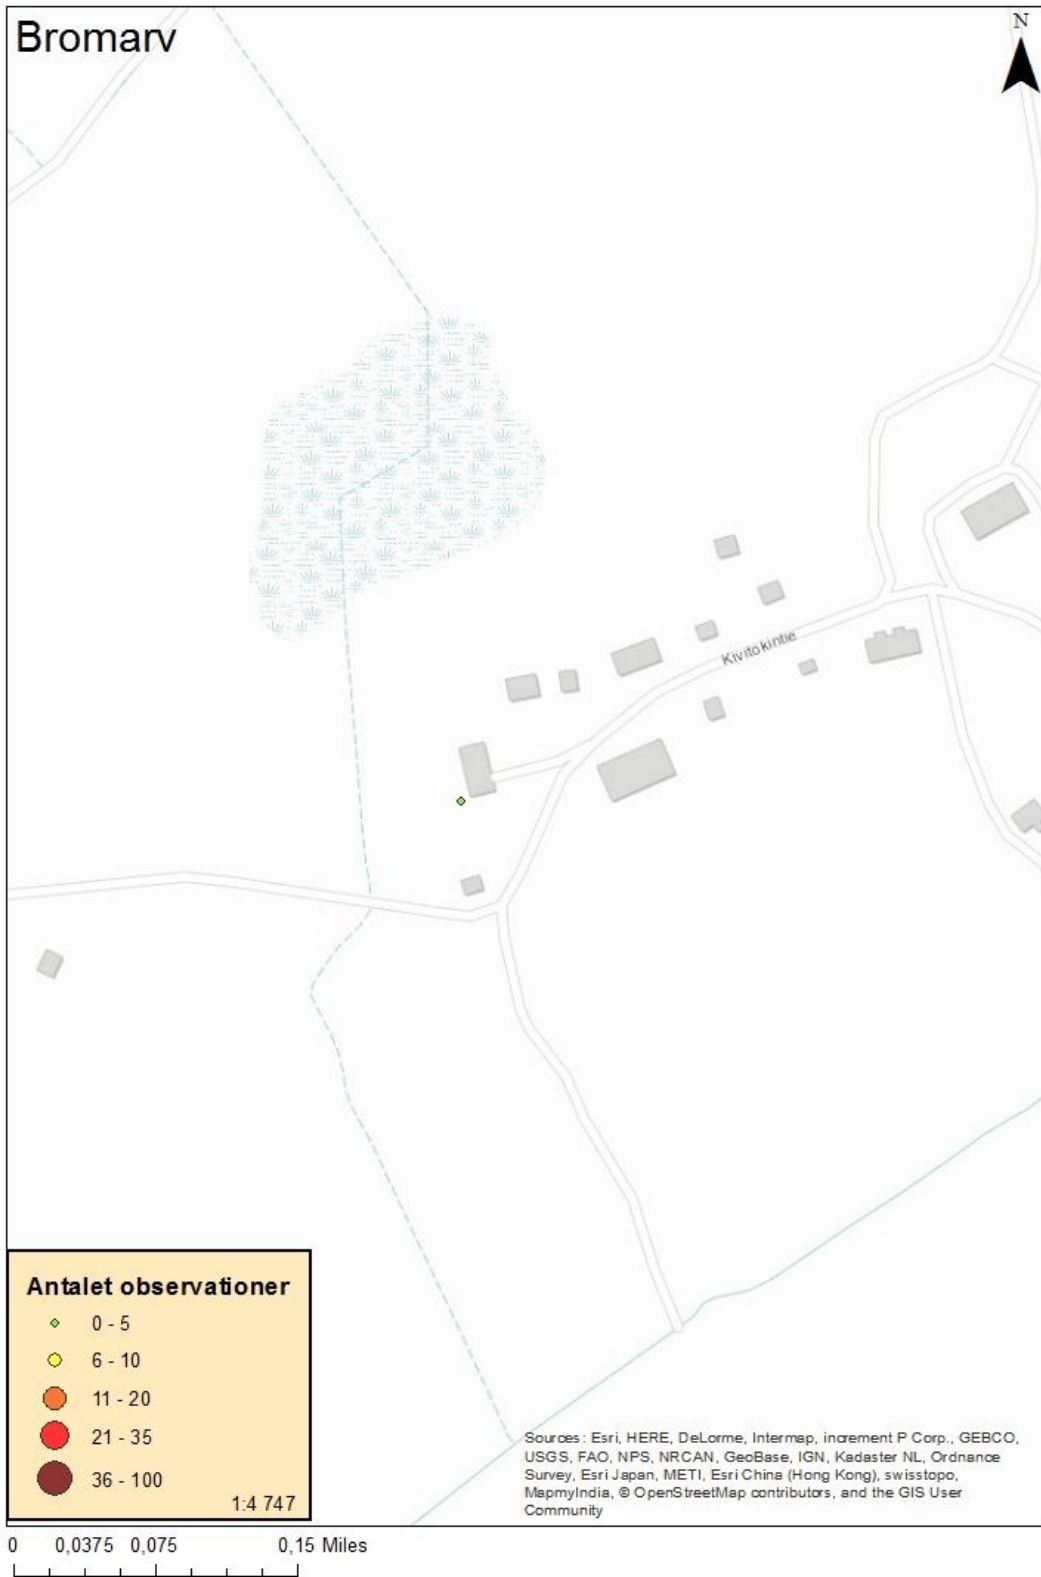 Bromarv
N
Kivitokintie
Antalet observationer
0 - 5
6 - 10
11 - 20
21 - 35
36 - 100
1:4 747
Sources: Esri, HERE, DeLorme, Intermap, increment P Corp., GEBCO,
USGS, FAO, NPS, NRCAN, GeoBase, IGN, Kadaster NL, Ordnance
Survey, Esri Japan, METI, Esri China (Hong Kong), swisstopo,
MapmyIndia, © OpenStreetMap contributors, and the GIS User
Community
0 0,0375 0,075 0,15 Miles